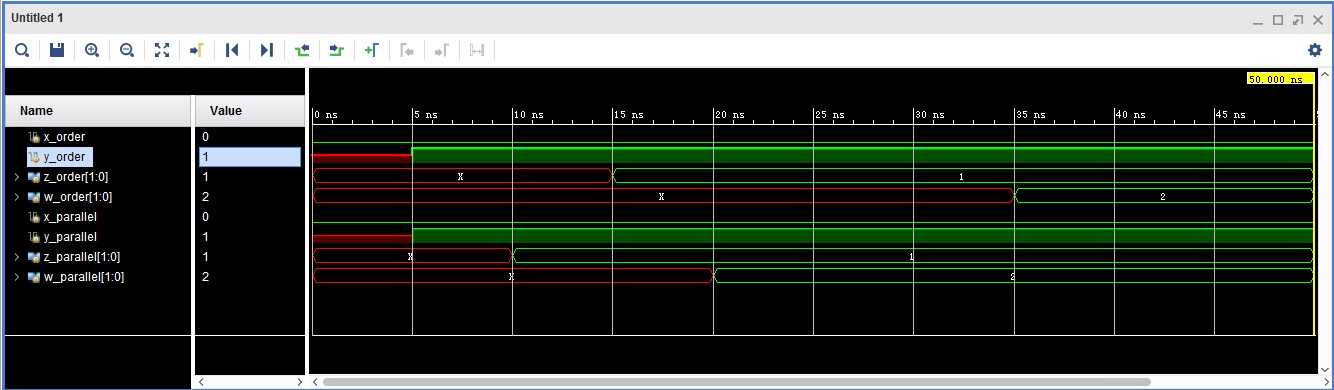 Untitled 1
50.000 ns
Name Value
0 ns 5 ns 10 ns 15 ns 20 ns 25 ns 30 ns 35 ns 40 ns 45 ns
x_order 0
y_order 1
z_order[1:0] 1 X 1
w_order[1:0] 2 X 2
x_parallel 0
y_parallel 1
z_parallel[1:0] 1 X 1
w_parallel[1:0] 2 X 2